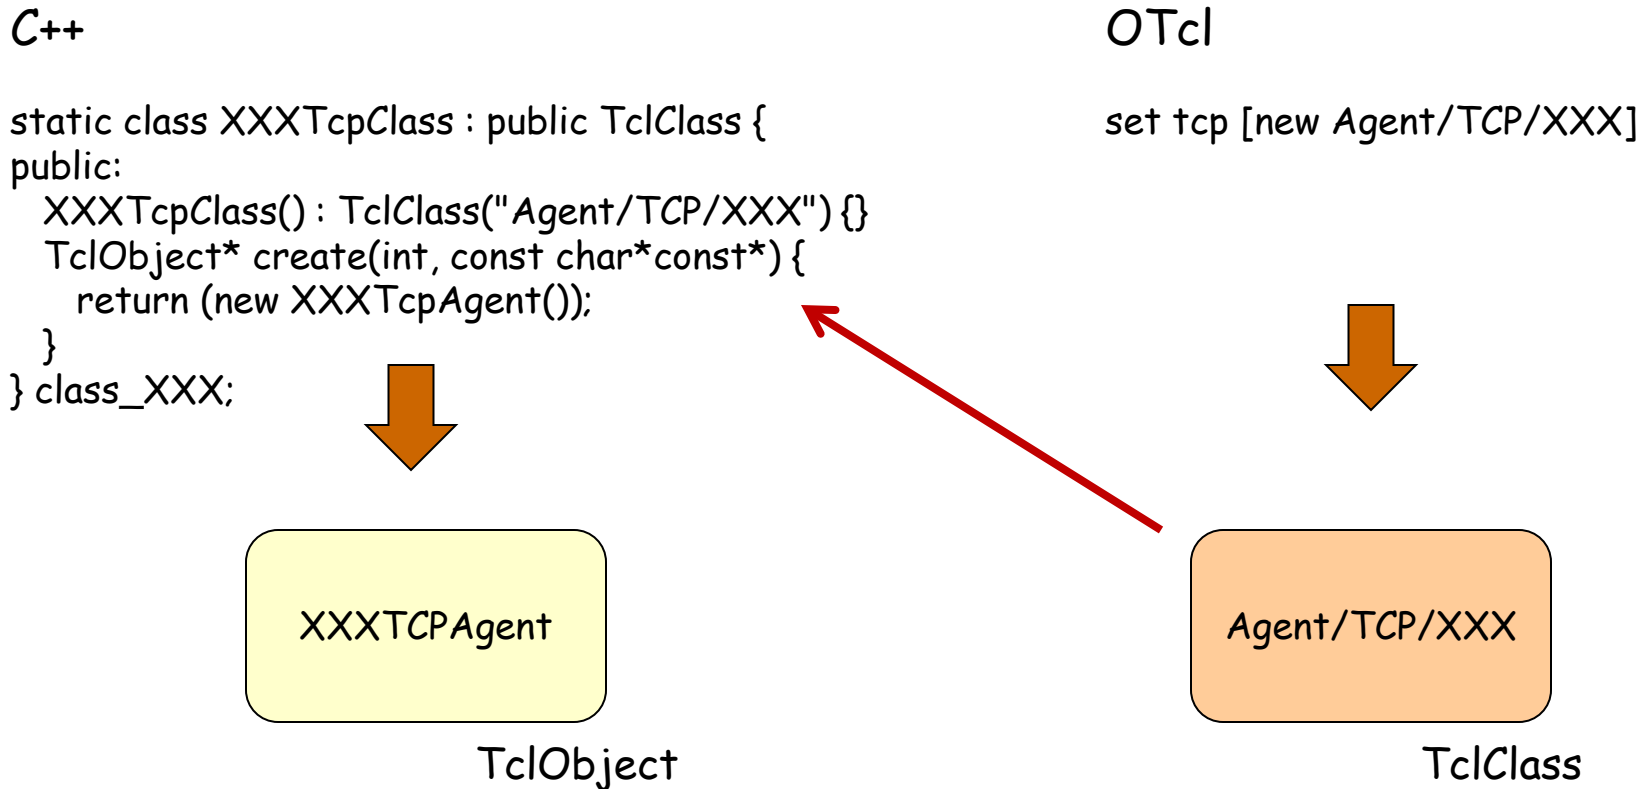 C++
static class XXXTcpClass : public TclClass {
public:
XXXTcpClass() : TclClass("Agent/TCP/XXX") {}
TclObject* create(int, const char*const*) {
return (new XXXTcpAgent());
}
} class_XXX;
OTcl
set tcp [new Agent/TCP/XXX]
XXXTCPAgent
TclObject
Agent/TCP/XXX
TclClass